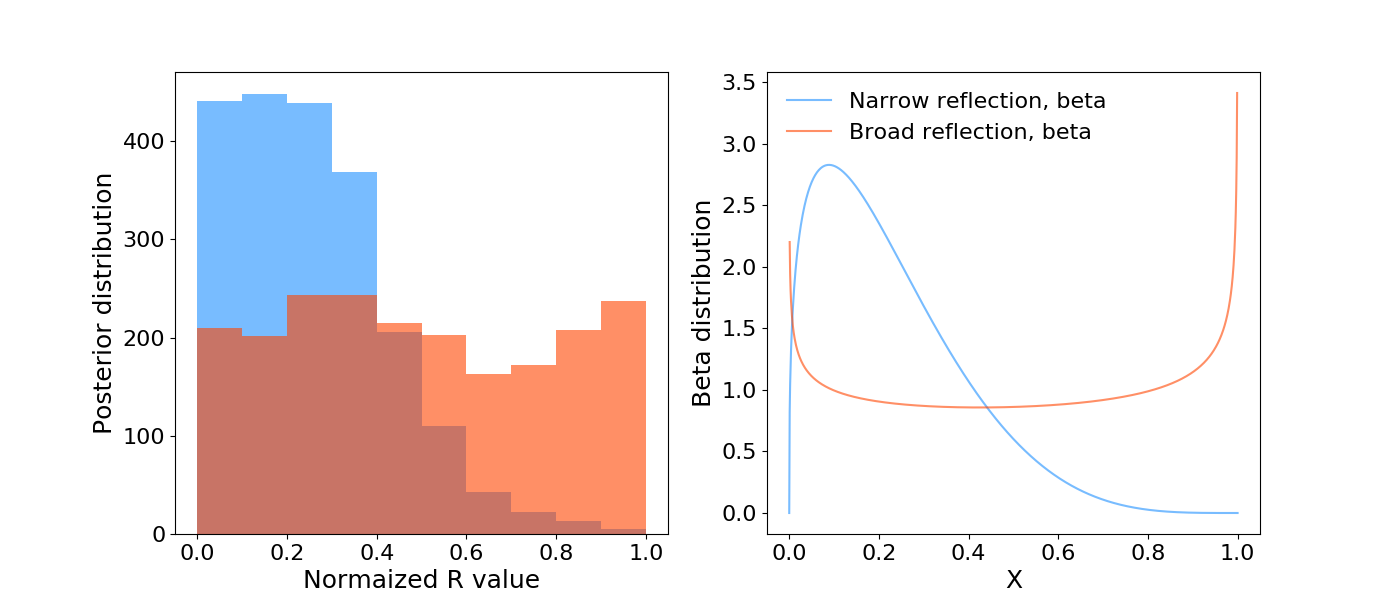 Posterior distribution
400
300
200
100
0
0.0 0.2 0.4 0.6 0.8 1.0
Normaized R value
Beta distribution
3.5
3.0
2.5
2.0
1.5
1.0
0.5
0.0
Narrow reflection, beta
Broad reflection, beta
0.0 0.2 0.4 0.6 0.8 1.0
X